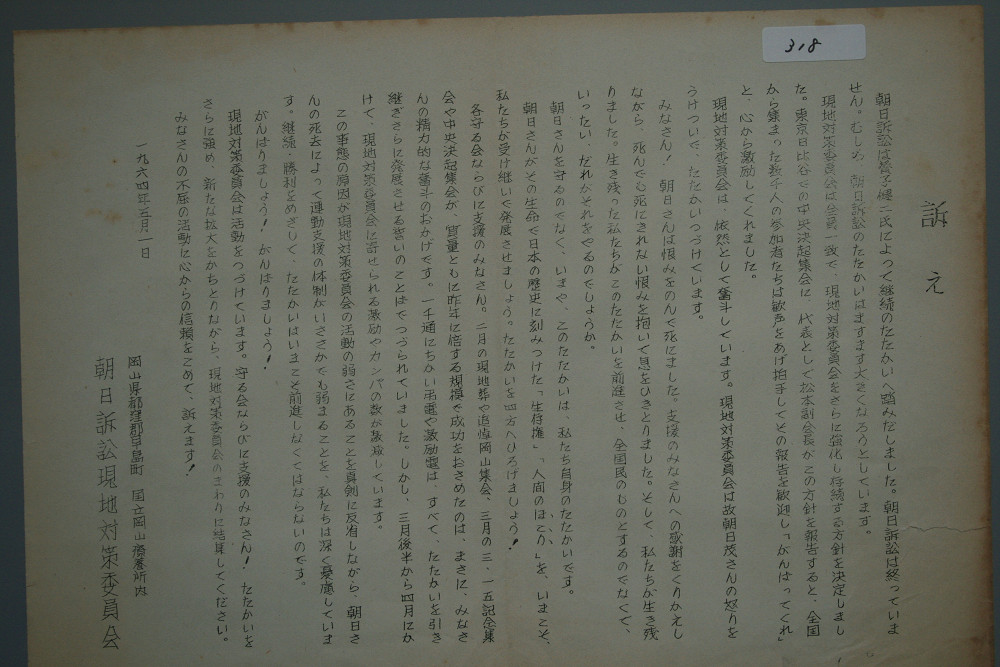 318
訴え
朝日訴訟は養子健二氏によって継続のたたかいへ踏みだしました。朝日訴訟は終っていま
せん。むしろ、朝日訴訟のたたかいはますます大きくなろうとしています。
現地対策委員会は全員一致で、現地対策委員会をさらに強化し存続する方針を決定しまし
た。東京日比谷での中央決起集会に、代表として松本副会長がこの方針を報告すると、全国
から集まった数千人の参加者たちは歓声をあげ拍手してその報告を歓迎し「がんばってくれ」
と、心から激励してくれました。
現地対策委員会は、依然として奮斗しています。現地対策委員会は故朝日茂さんの怒りを
うけついで、たたかいつづけています。
みなさん！朝日さんは恨みをのんで死にました。支援のみなさんへの感謝をくりかえし
ながら、死んでも死にきれない恨みを抱いて息をひきとりました。そして、私たちが生き残
りました。生き残った私たちがこのたたかいを前進させ、全国民のものとするのでなくて、
いったい、だれがそれをやるのでしょうか。
朝日さんを守るのでなく、いまや、このたたかいは、私たち自身のたたかいです。
朝日さんがその生命で日本の歴史に刻みつけた「生存権」「人間のほこり」を、いまこそ、
私たちが受け継いで発展させましょう。たたかいを四方へひろげましょう！
各守る会ならびに支援のみなさん。二月の現地葬や追悼岡山集会、三月の三・一五記念集
会や中央決起集会が、質量ともに昨年に倍する規模で成功をおさめたのは、まさに、みなさ
んの精力的な奮斗のおかげです。一千通にちかい弔電や激励電は、すべて、たたかいを引き
継ぎさらに発展させる誓いのことばでつづられていました。しかし、三月後半から四月にか
けて、現地対策委員会に寄せられる激励やカンパの数が激減しています。
この事態の原因が現地対策委員会の活動の弱さにあることを真剣に反省しながら、朝日さ
んの死去によって運動支援の体制がいささかでも弱まることを、私たちは深く憂慮していま
す。継続・勝利をめざして、たたかいはいまこそ前進しなくてはならないのです。
がんばりましょう！がんばりましょう！
現地対策委員会は活動をつづけています。守る会ならびに支援のみなさん！たたかいを
さらに強め、新たな拡大をかちとりながら、現地対策委員会のまわりに結集してください。
みなさんの不屈の活動に心からの信頼をこめて、訴えます！
一九六四年五月一日
岡山県都窪郡早島町 国立岡山療養所内
朝日訴訟現地対策委員会